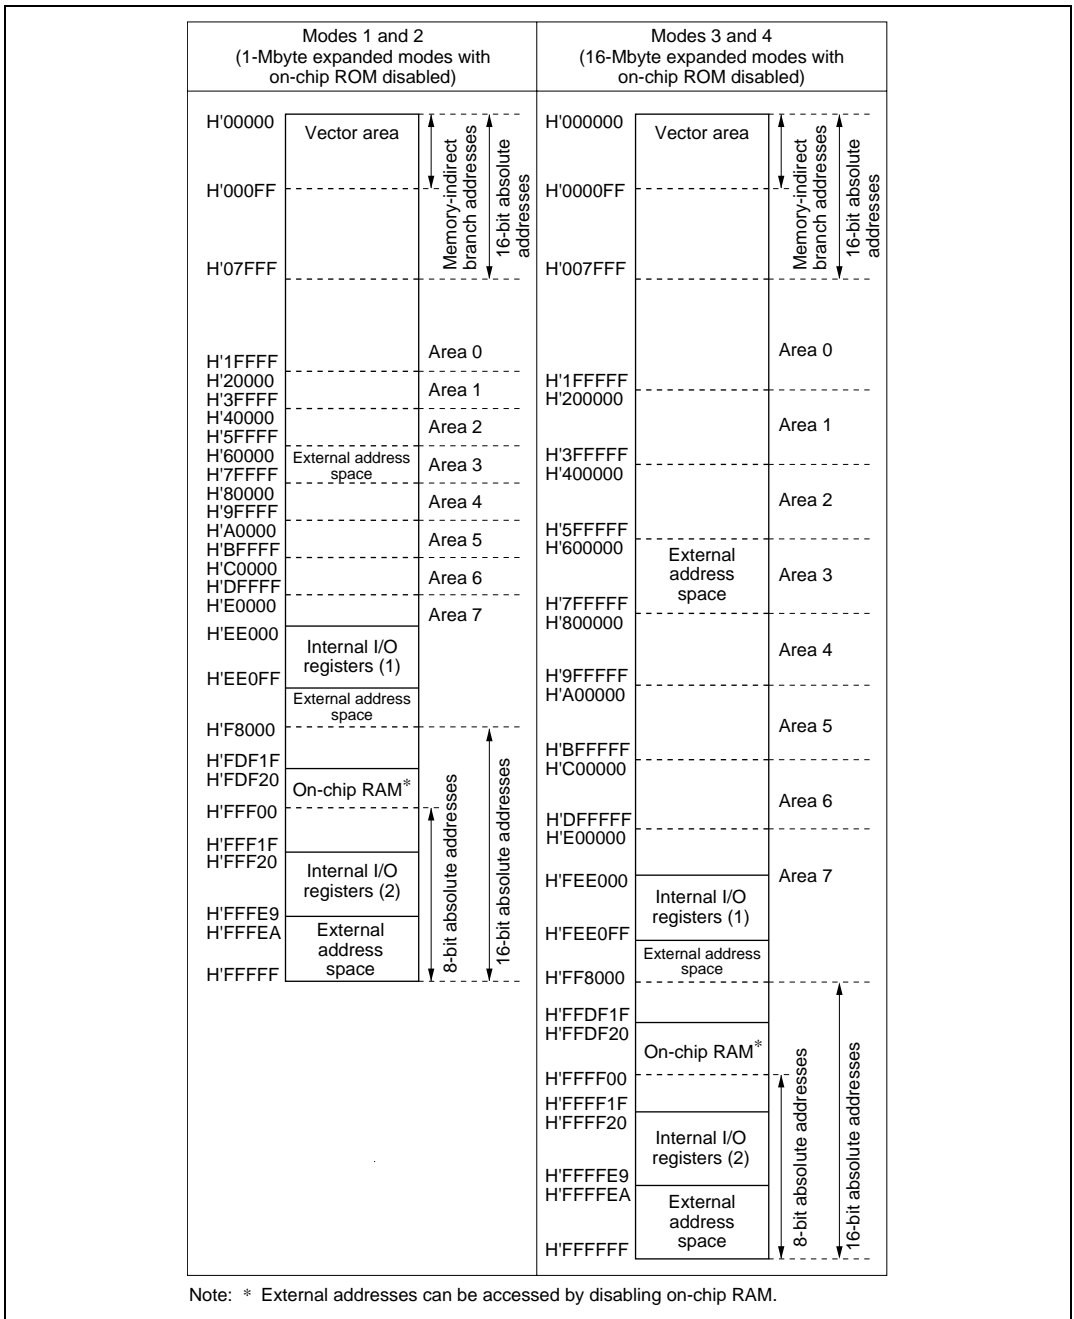 Modes 1 and 2
(1-Mbyte expanded modes with
on-chip ROM disabled)
H'00000
Vector area
H'000FF
H'07FFF
Memory-indirect
branch addresses
16-bit absolute
addresses
H'1FFFF
Area 0
H'20000
H'3FFFF
Area 1
H'40000
H'5FFFF
Area 2
H'60000
H'7FFFF
External address
space
Area 3
H'80000
H'9FFFF
Area 4
H'A0000
H'BFFFF
Area 5
H'C0000
H'DFFFF
Area 6
H'E0000
Area 7
H'EE000
Internal I/O
registers (1)
H'EE0FF
External address
space
H'F8000
H'FDF1F
H'FDF20
On-chip RAM*
H'FFF00
H'FFF1F
H'FFF20
Internal I/O
registers (2)
H'FFFE9
H'FFFEA
External
address
space
H'FFFFF
8-bit absolute addresses
16-bit absolute addresses
Modes 3 and 4
(16-Mbyte expanded modes with
on-chip ROM disabled)
H'000000
Vector area
H'0000FF
H'007FFF
Memory-indirect
branch addresses
16-bit absolute
addresses
Area 0
H'1FFFFF
H'200000
Area 1
H'3FFFFF
H'400000
Area 2
H'5FFFFF
H'600000
External
address
space
Area 3
H'7FFFFF
H'800000
Area 4
H'9FFFFF
H'A00000
Area 5
H'BFFFFF
H'C00000
Area 6
H'DFFFFF
H'E00000
Area 7
H'FEE000
Internal I/O
registers (1)
H'FEE0FF
External address
space
H'FF8000
H'FFDF1F
H'FFDF20
On-chip RAM*
H'FFFF00
H'FFFF1F
H'FFFF20
Internal I/O
registers (2)
H'FFFFE9
H'FFFFEA
External
address
space
H'FFFFFF
8-bit absolute addresses
16-bit absolute addresses
Note: * External addresses can be accessed by disabling on-chip RAM.